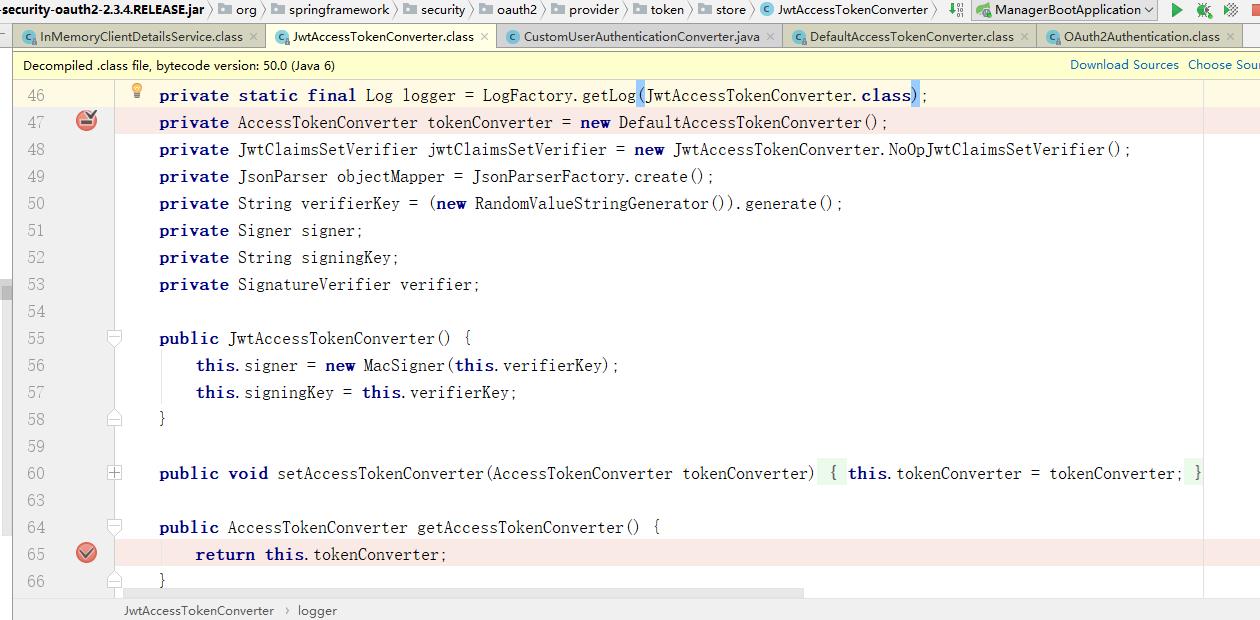 -security-oauth2-2.3.4.RELEASE.jar org springframework security oauth2 provider token store JwtAccessTokenConverter ManagerBootApplication
InMemoryClientDetailsService.class JwtAccessTokenConverter.class CustomUserAuthenticationConverter.java DefaultAccessTokenConverter.class OAuth2Authentication.class
Decompiled .class file, bytecode version: 50.0 (Java 6) Download Sources Choose Sour
46 private static final Log logger = LogFactory.getLog(JwtAccessTokenConverter.class);
47 private AccessTokenConverter tokenConverter = new DefaultAccessTokenConverter();
48 private JwtClaimsSetVerifier jwtClaimsSetVerifier = new JwtAccessTokenConverter.NoOpJwtClaimsSetVerifier();
49 private JsonParser objectMapper = JsonParserFactory.create();
50 private String verifierKey = (new RandomValueStringGenerator()).generate();
51 private Signer signer;
52 private String signingKey;
53 private SignatureVerifier verifier;
54
55 public JwtAccessTokenConverter() {
56 this.signer = new MacSigner(this.verifierKey);
57 this.signingKey = this.verifierKey;
58 }
59
60 public void setAccessTokenConverter(AccessTokenConverter tokenConverter) { this.tokenConverter = tokenConverter; }
63
64 public AccessTokenConverter getAccessTokenConverter() {
65 return this.tokenConverter;
66 }
JwtAccessTokenConverter › logger